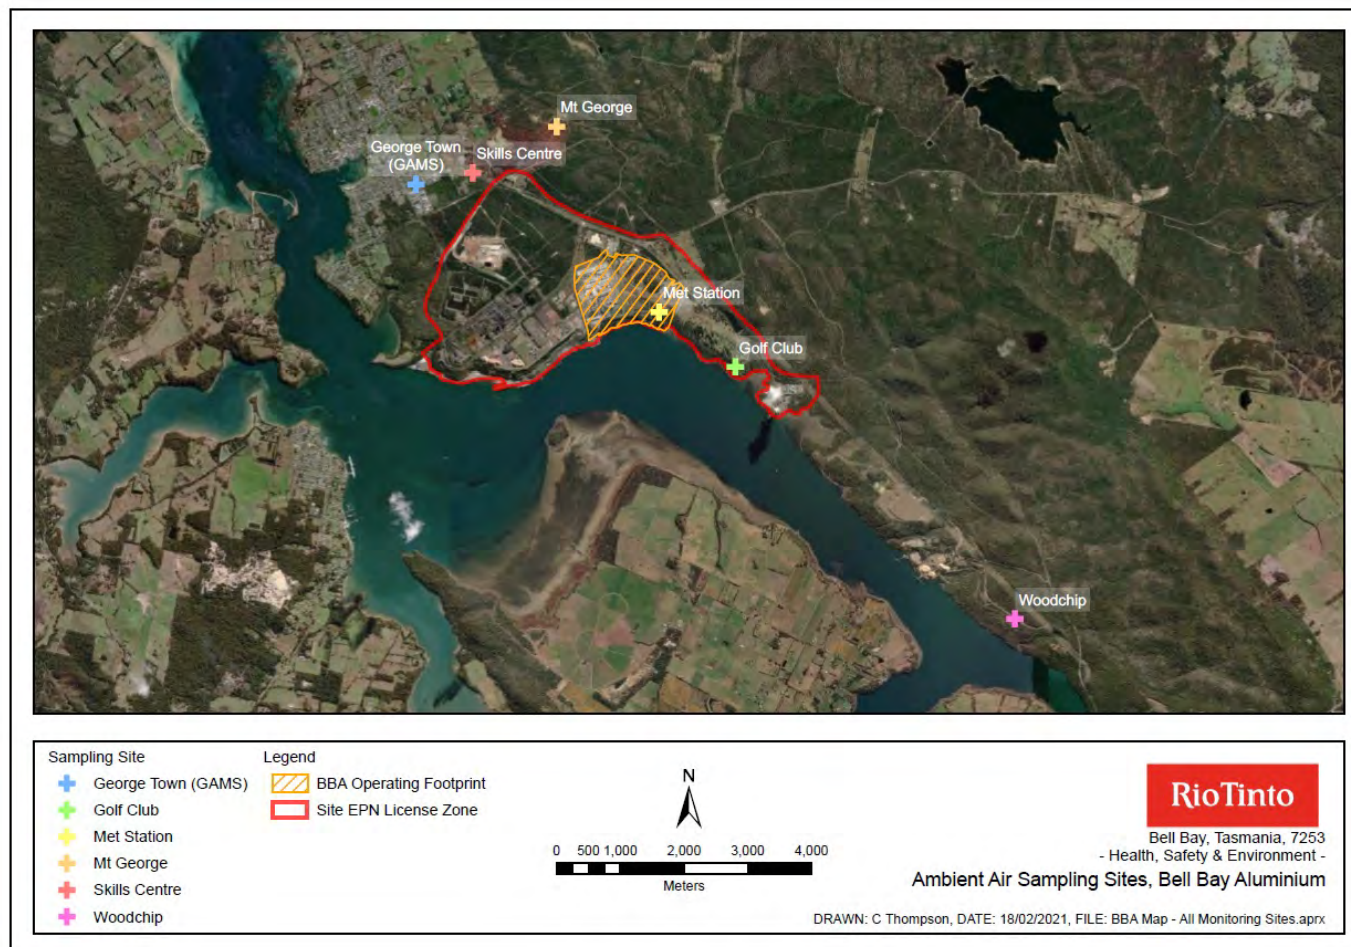 Mt George
George Town
(GAMS)
Skills Centre
Met Station
Golf Club
Woodchip
Sampling Site
George Town (GAMS)
Golf Club
Met Station
Mt George
Skills Centre
Woodchip
Legend
BBA Operating Footprint
Site EPN License Zone
N
0 500 1,000 2,000 3,000 4,000
Meters
RioTinto
Bell Bay, Tasmania, 7253
- Health, Safety & Environment -
Ambient Air Sampling Sites, Bell Bay Aluminium
DRAWN: C Thompson, DATE: 18/02/2021, FILE: BBA Map - All Monitoring Sites.aprx